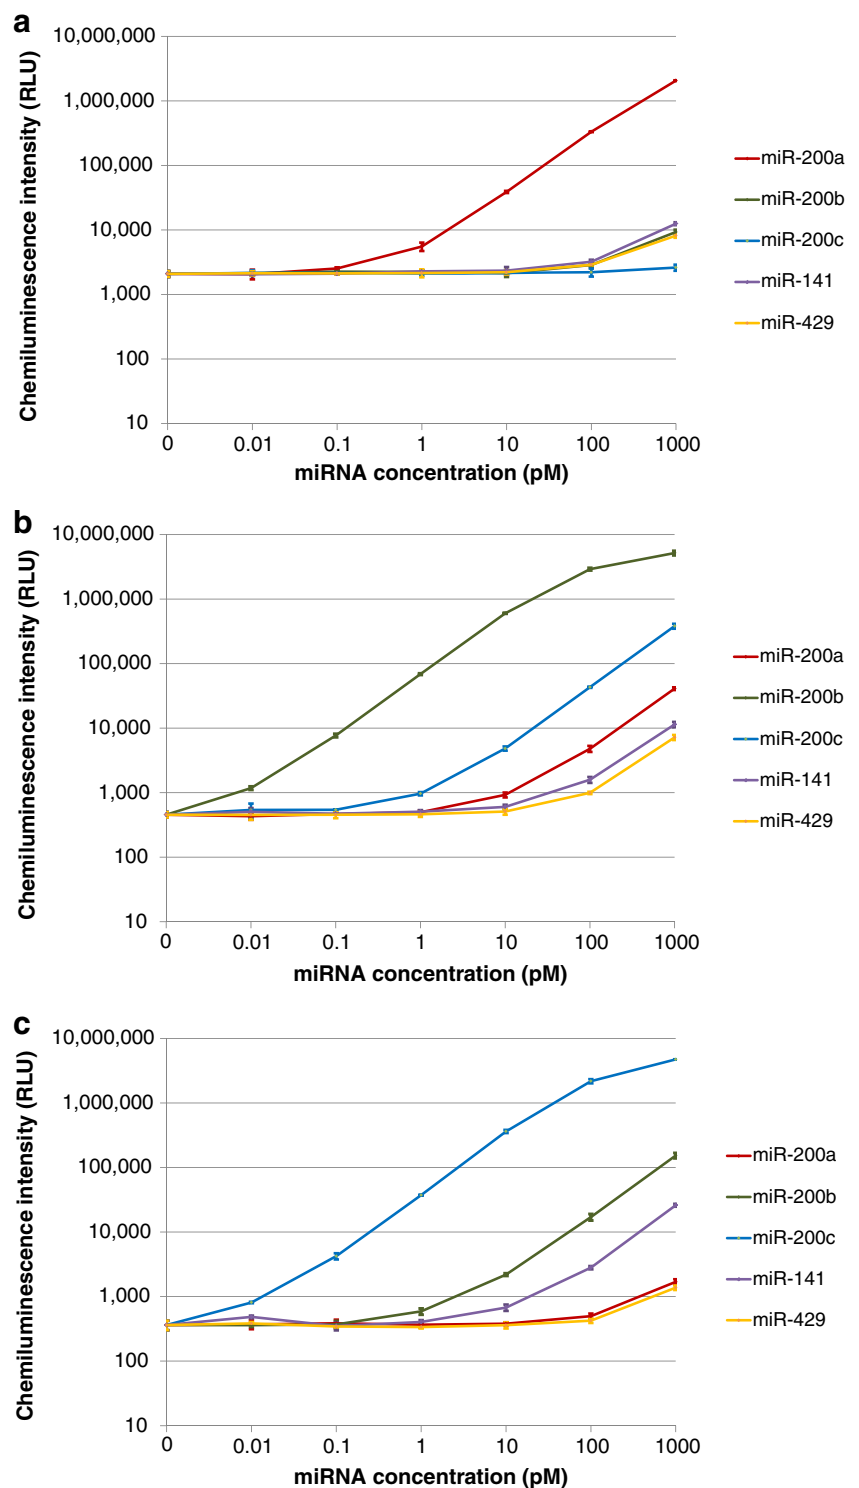 a
Chemiluminescence intensity (RLU)
10,000,000
1,000,000
100,000
10,000
1,000
100
10
0 0.01 0.1 1 10 100 1000
miRNA concentration (pM)
miR-200a
miR-200b
miR-200c
miR-141
miR-429
b
Chemiluminescence intensity (RLU)
10,000,000
1,000,000
100,000
10,000
1,000
100
10
0 0.01 0.1 1 10 100 1000
miRNA concentration (pM)
miR-200a
miR-200b
miR-200c
miR-141
miR-429
c
Chemiluminescence intensity (RLU)
10,000,000
1,000,000
100,000
10,000
1,000
100
10
0 0.01 0.1 1 10 100 1000
miRNA concentration (pM)
miR-200a
miR-200b
miR-200c
miR-141
miR-429